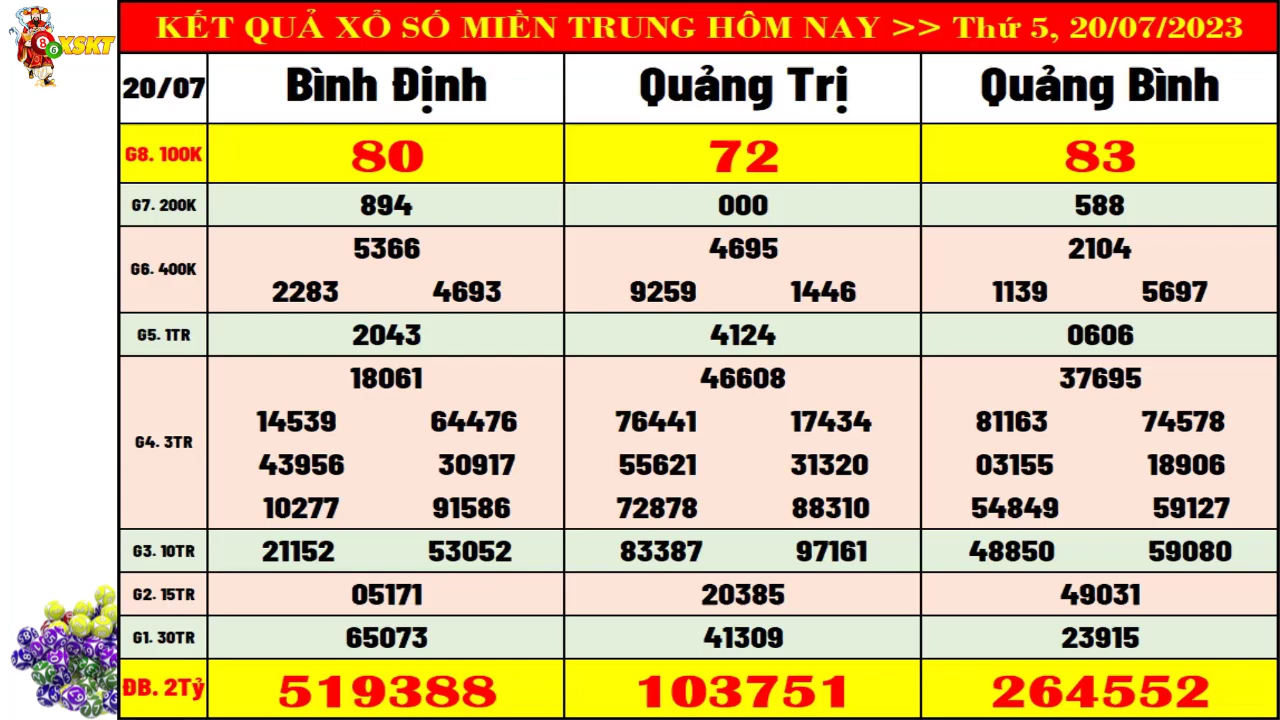 KẾT QUẢ XỔ SỐ MIỀN TRUNG HÔM NAY >> Thứ 5, 20/07/2023
XSKT
20/07 Bình Định Quảng Trị Quảng Bình
G8. 100K 80 72 83
G7. 200K 894 000 588
5366 4695 2104
G6. 400K
2283 4693 9259 1446 1139 5697
G5. 1TR 2043 4124 0606
18061 46608 37695
14539 64476 76441 17434 81163 74578
G4. 3TR
43956 30917 55621 31320 03155 18906
10277 91586 72878 88310 54849 59127
G3. 10TR 21152 53052 83387 97161 48850 59080
G2. 15TR 05171 20385 49031
G1. 30TR 65073 41309 23915
ĐB. 2Tỷ 519388 103751 264552